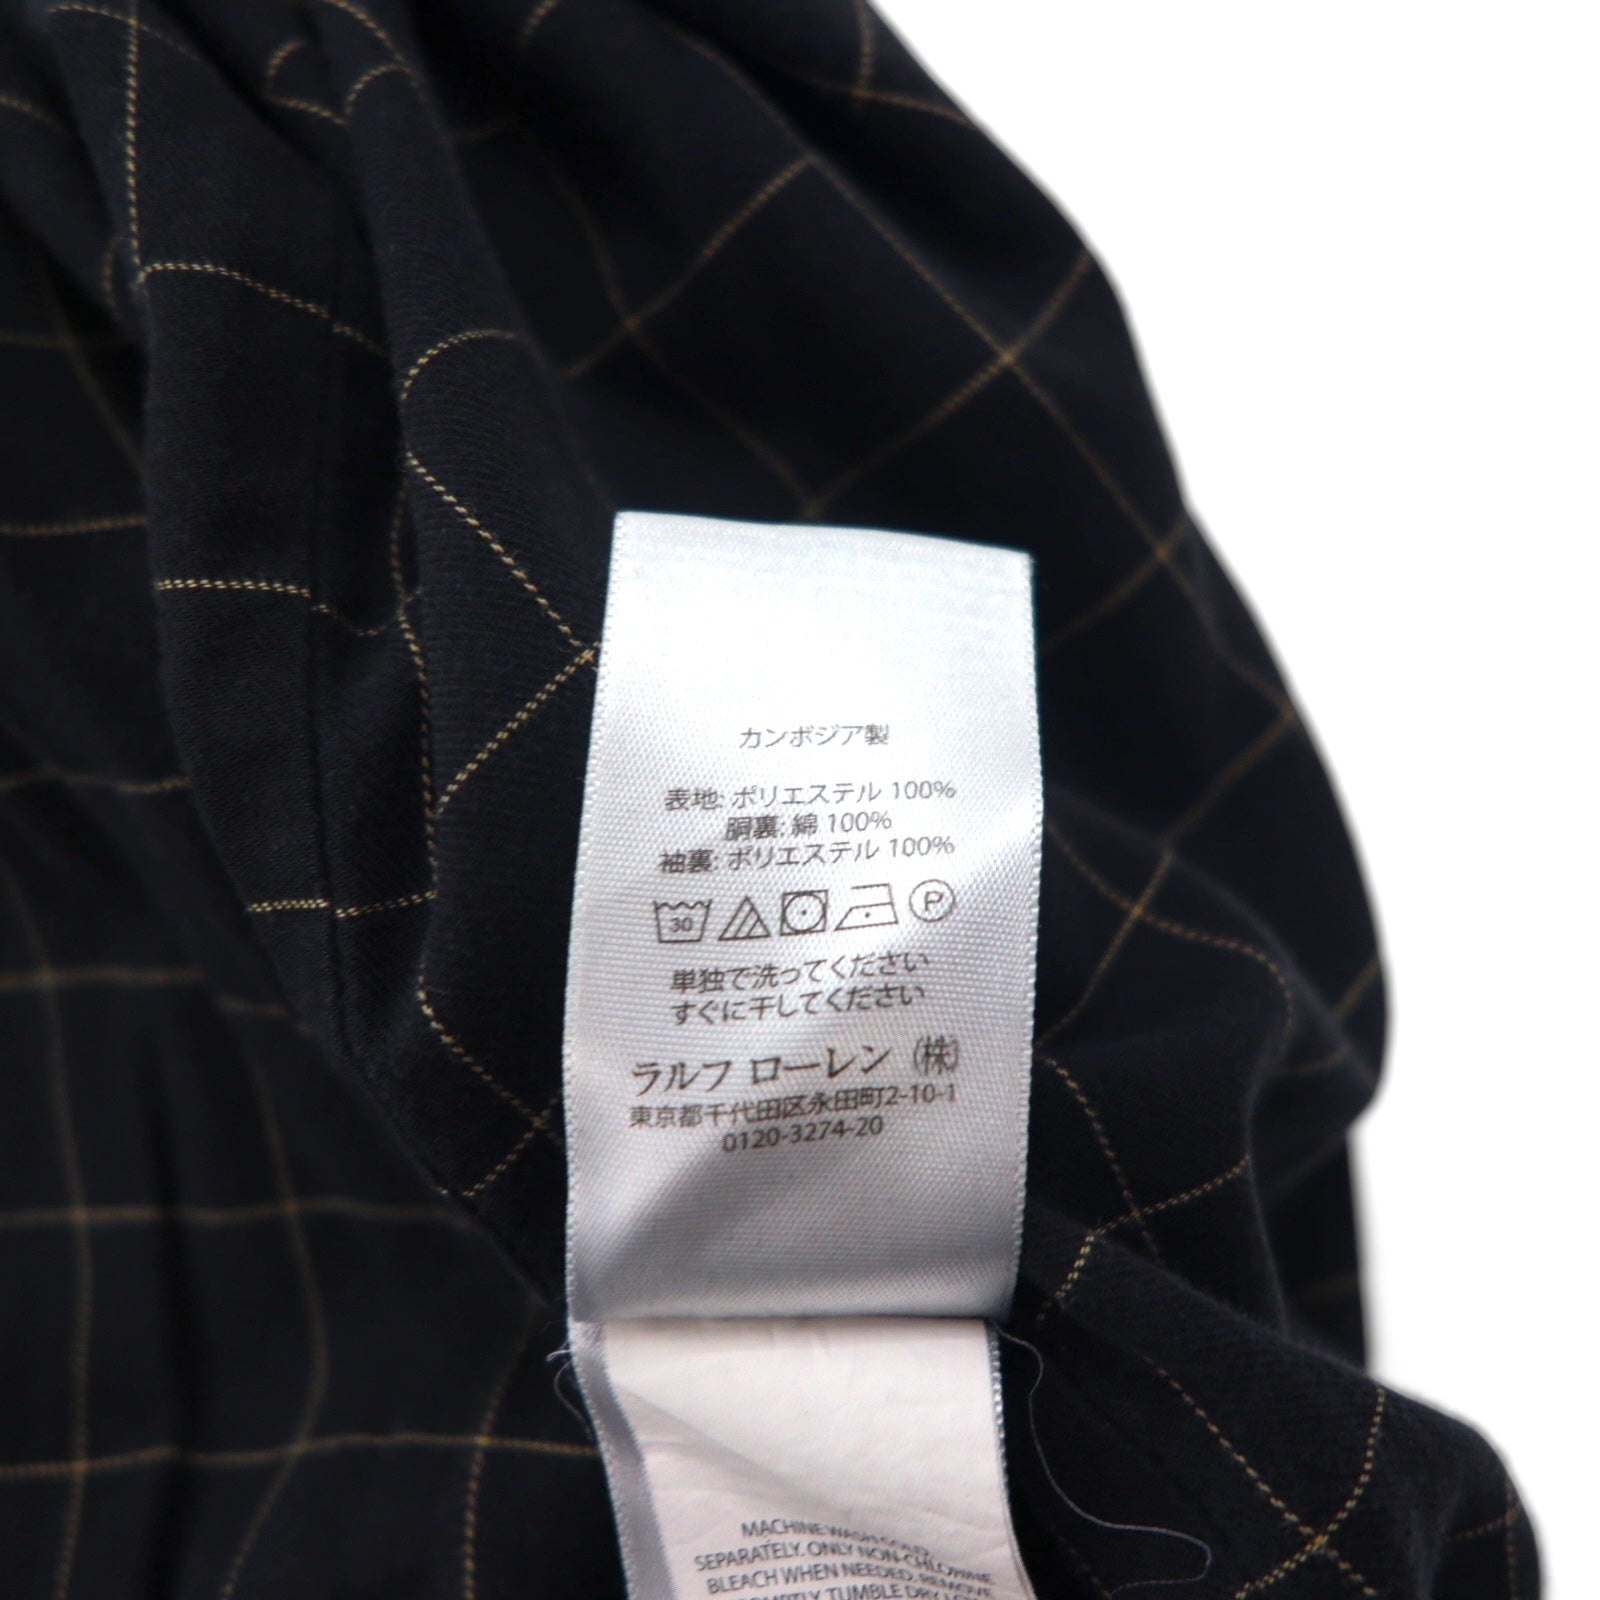 カンボジア製
表地: ポリエステル 100%
胴裏: 綿 100%
袖裏: ポリエステル 100%
30 P
単独で洗ってください
すぐに干してください
ラルフ ローレン ㈱
東京都千代田区永田町2-10-1
0120-3274-20
MACHINE WASH COLD
SEPARATELY. ONLY NON-CHLORINE
BLEACH WHEN NEEDED. REMOVE
TUMBLE DRY